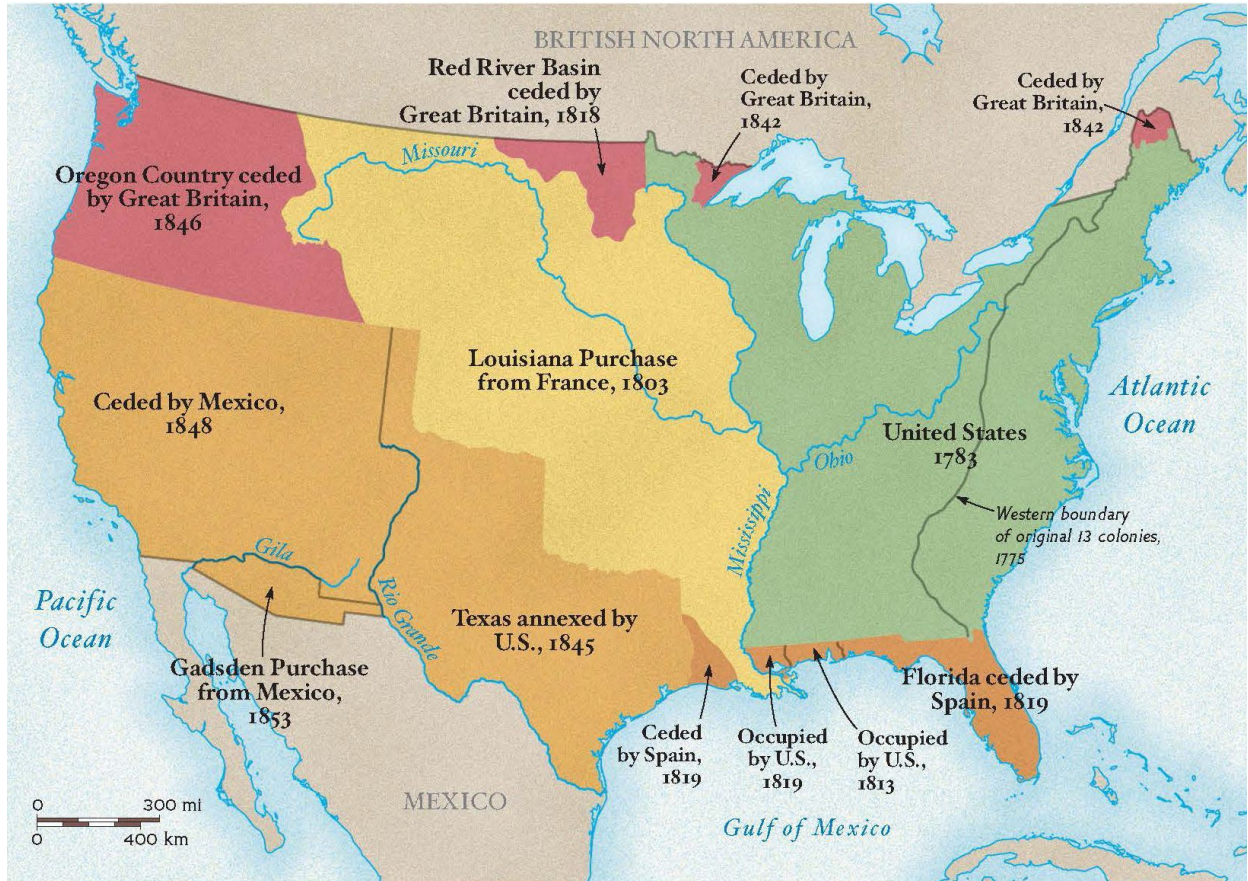 BRITISH NORTH AMERICA
Red River Basin
ceded by
Great Britain, 1818
Ceded by
Great Britain,
1842
Ceded by
Great Britain,
1842
Missouri
Oregon Country ceded
by Great Britain,
1846
Louisiana Purchase
from France, 1803
Ceded by Mexico,
1848
Atlantic
Ocean
United States
1783
Ohio
Mississippi
Western boundary
of original 13 colonies,
1775
Gila
Pacific
Ocean
Rio Grande
Texas annexed by
U.S., 1845
Gadsden Purchase
from Mexico,
1853
Florida ceded by
Spain, 1819
Ceded
by Spain,
1819
Occupied
by U.S.,
1819
Occupied
by U.S.,
1813
MEXICO
Gulf of Mexico
0 300 mi
0 400 km